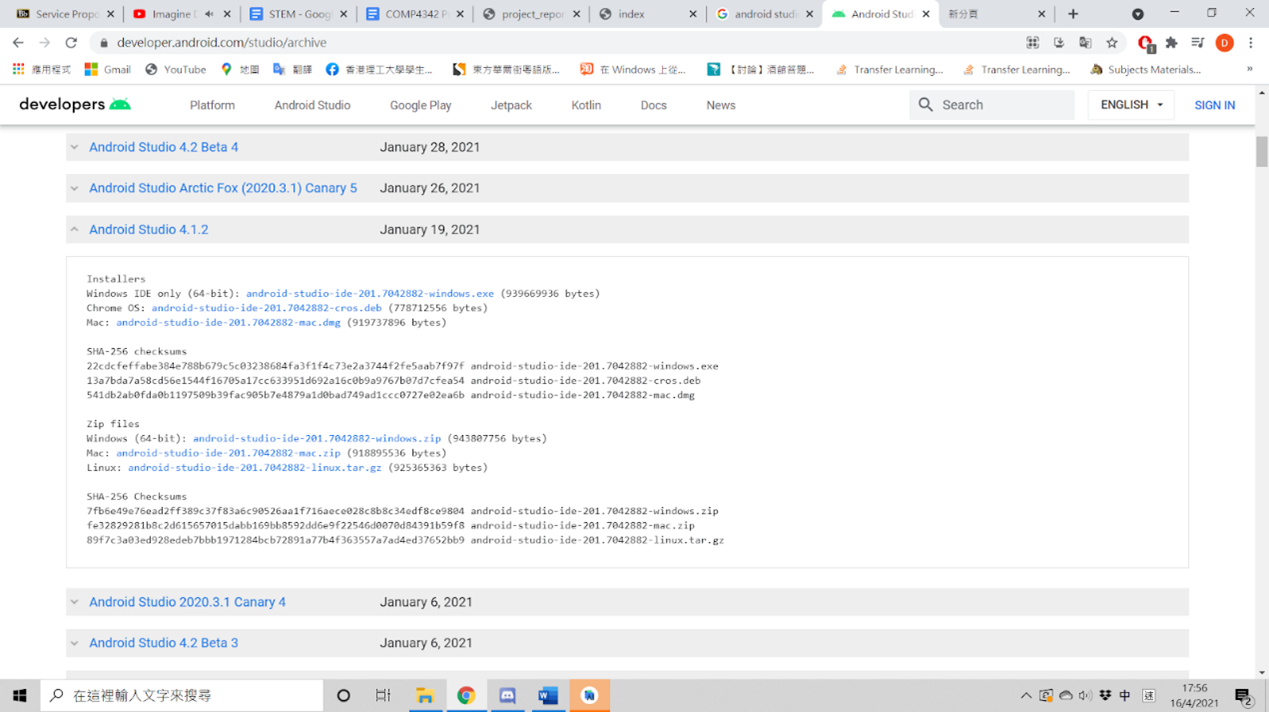 Service Propo
Imagine
STEM - Goog
COMP4342 P
project_repor
index
android studi
Android Stud
新分頁
developer.android.com/studio/archive
應用程式
Gmail
YouTube
地圖
翻譯
香港理工大學學生...
東方華爾街粵語版...
在 Windows 上從...
Transfer Learning...
Transfer Learning...
Subjects Materials...
developers
Platform
Android Studio
Google Play
Jetpack
Kotlin
Docs
News
Search
ENGLISH
SIGN IN
Android Studio 4.2 Beta 4 January 28, 2021
Android Studio Arctic Fox (2020.3.1) Canary 5 January 26, 2021
Android Studio 4.1.2 January 19, 2021
Installers
Windows IDE only (64-bit): android-studio-ide-201.7042882-windows.exe (939669936 bytes)
Chrome OS: android-studio-ide-201.7042882-cros.deb (778712556 bytes)
Mac: android-studio-ide-201.7042882-mac.dmg (919737896 bytes)
SHA-256 checksums
22cdcfeffabe384e788b679c5c03238684fa3f1f4c73e2a3744f2fe5aab7f97f android-studio-ide-201.7042882-windows.exe
13a7bda7a58cd56e1544f16705a17cc633951d692a16c0b9a9767b07d7cfea54 android-studio-ide-201.7042882-cros.deb
541db2ab0fda0b1197509b39fac905b7e4879a1d0bad749ad1ccc0727e02ea6b android-studio-ide-201.7042882-mac.dmg
Zip files
Windows (64-bit): android-studio-ide-201.7042882-windows.zip (943807756 bytes)
Mac: android-studio-ide-201.7042882-mac.zip (918895536 bytes)
Linux: android-studio-ide-201.7042882-linux.tar.gz (925365363 bytes)
SHA-256 Checksums
7fb6e49e76ead2ff389c37f83a6c90526aa1f716aece028c8b8c34edf8ce9804 android-studio-ide-201.7042882-windows.zip
fe32829281b8c2d615657015dabb169bb8592dd6e9f22546d0070d84391b59f8 android-studio-ide-201.7042882-mac.zip
89f7c3a03ed928edeb7bbb1971284bcb72891a77b4f363557a7ad4ed37652bb9 android-studio-ide-201.7042882-linux.tar.gz
Android Studio 2020.3.1 Canary 4 January 6, 2021
Android Studio 4.2 Beta 3 January 6, 2021
在這裡輸入文字來搜尋
中
速
17:56
16/4/2021
2